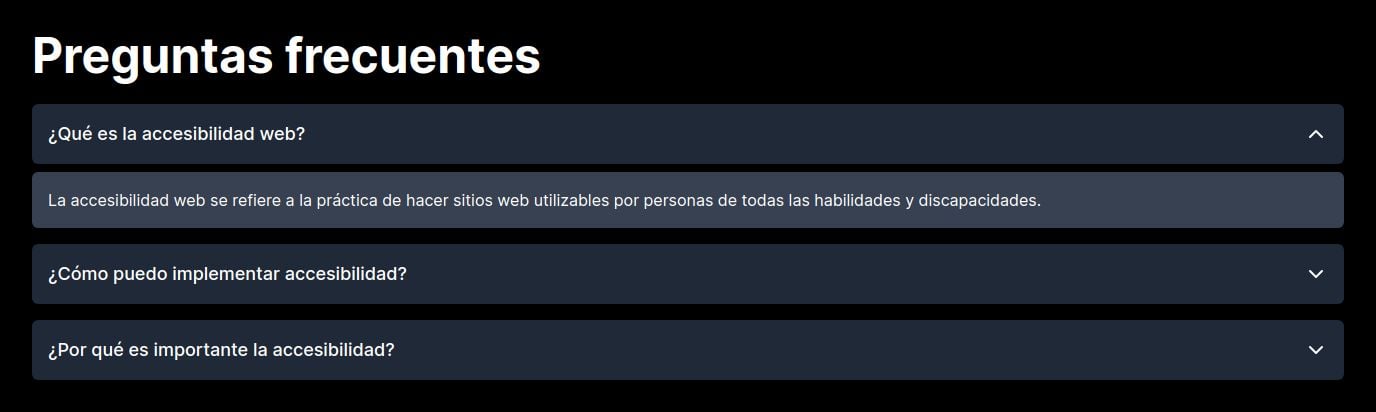 Preguntas frecuentes
¿Qué es la accesibilidad web?
La accesibilidad web se refiere a la práctica de hacer sitios web utilizables por personas de todas las habilidades y discapacidades.
¿Cómo puedo implementar accesibilidad?
¿Por qué es importante la accesibilidad?